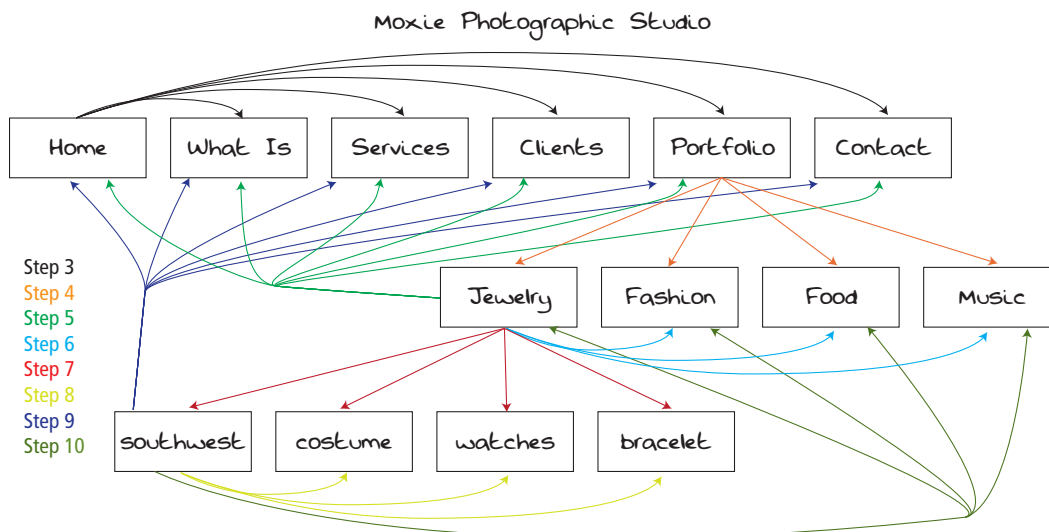 Moxie Photographic Studio
Home
What Is
Services
Clients
Portfolio
Contact
Step 3
Step 4
Step 5
Step 6
Step 7
Step 8
Step 9
Step 10
Jewelry
Fashion
Food
Music
southwest
costume
watches
bracelet